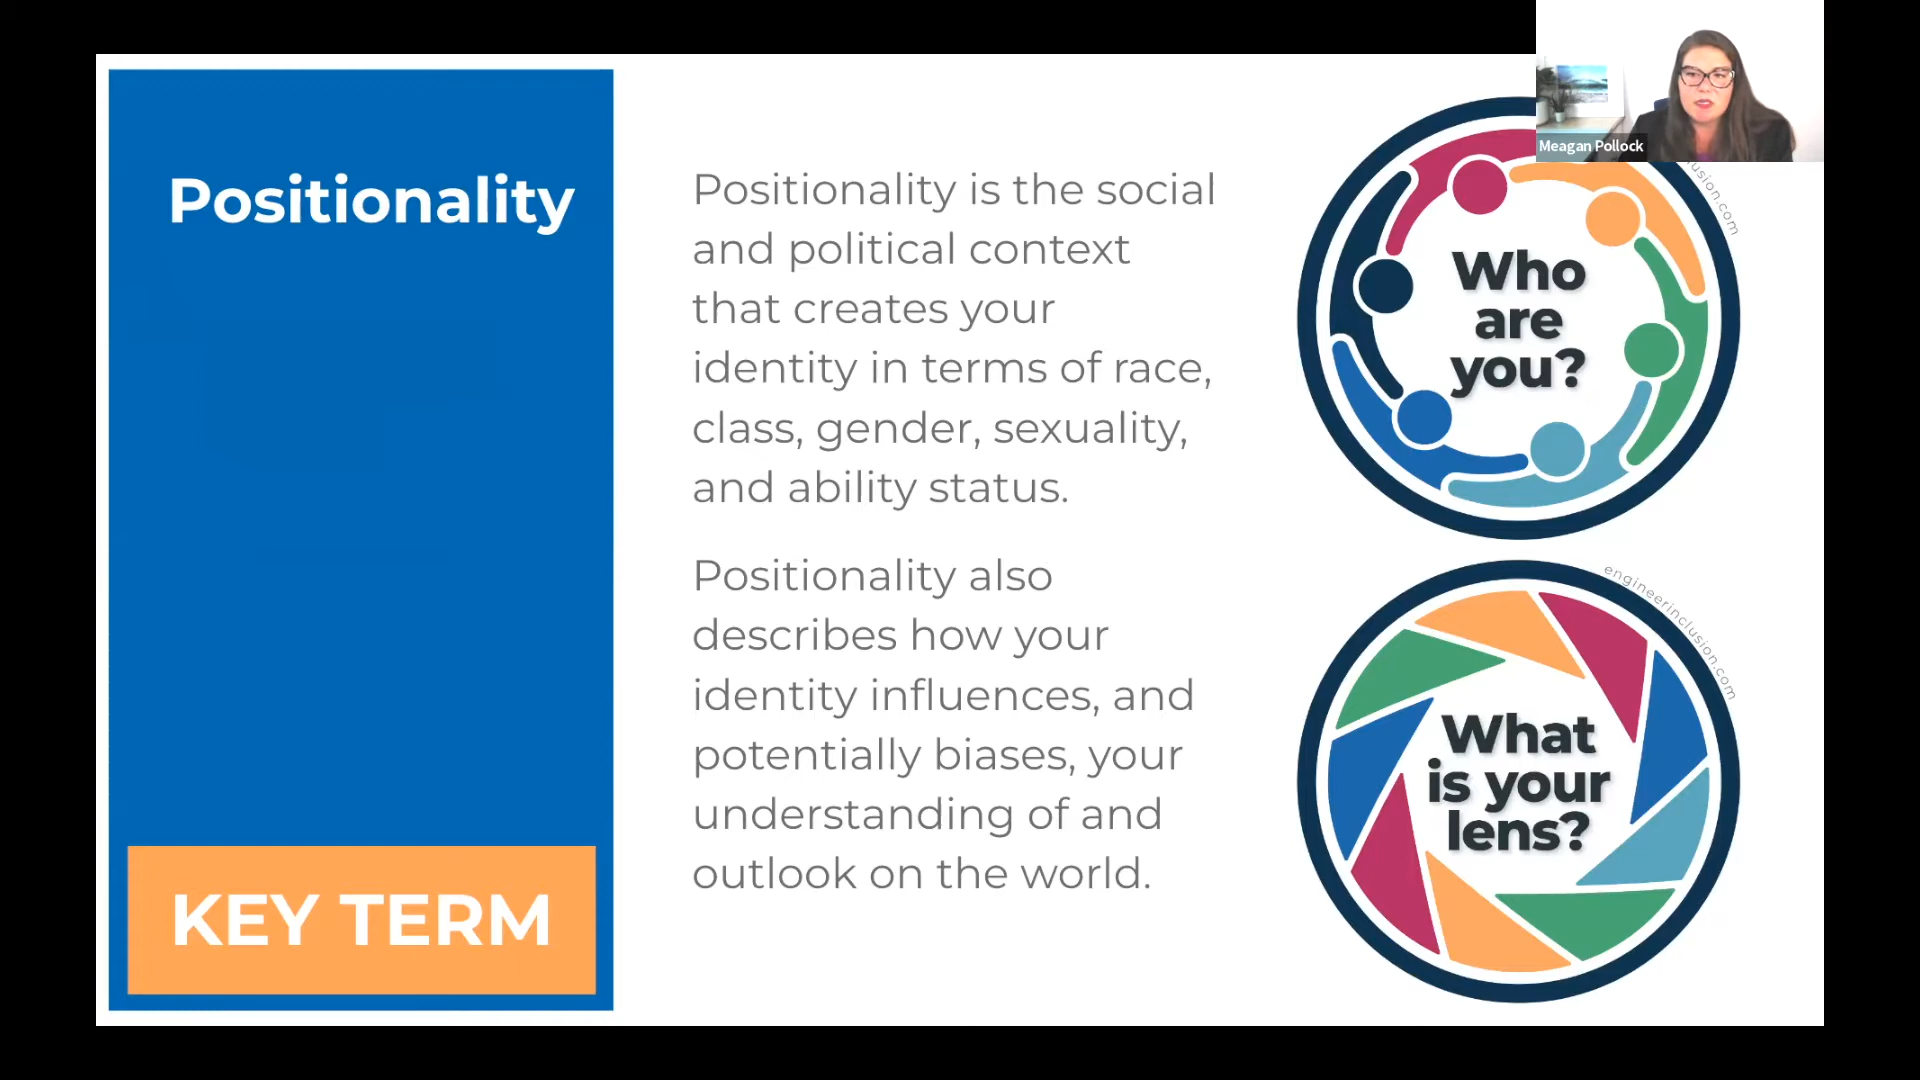 Positionality
KEY TERM
Positionality is the social
and political context
that creates your
identity in terms of race,
class, gender, sexuality,
and ability status.
Positionality also
describes how your
identity influences, and
potentially biases, your
understanding of and
outlook on the world.
Who
are
you?
What
is your
lens?
engineerinclusion.com
Meagan Pollock